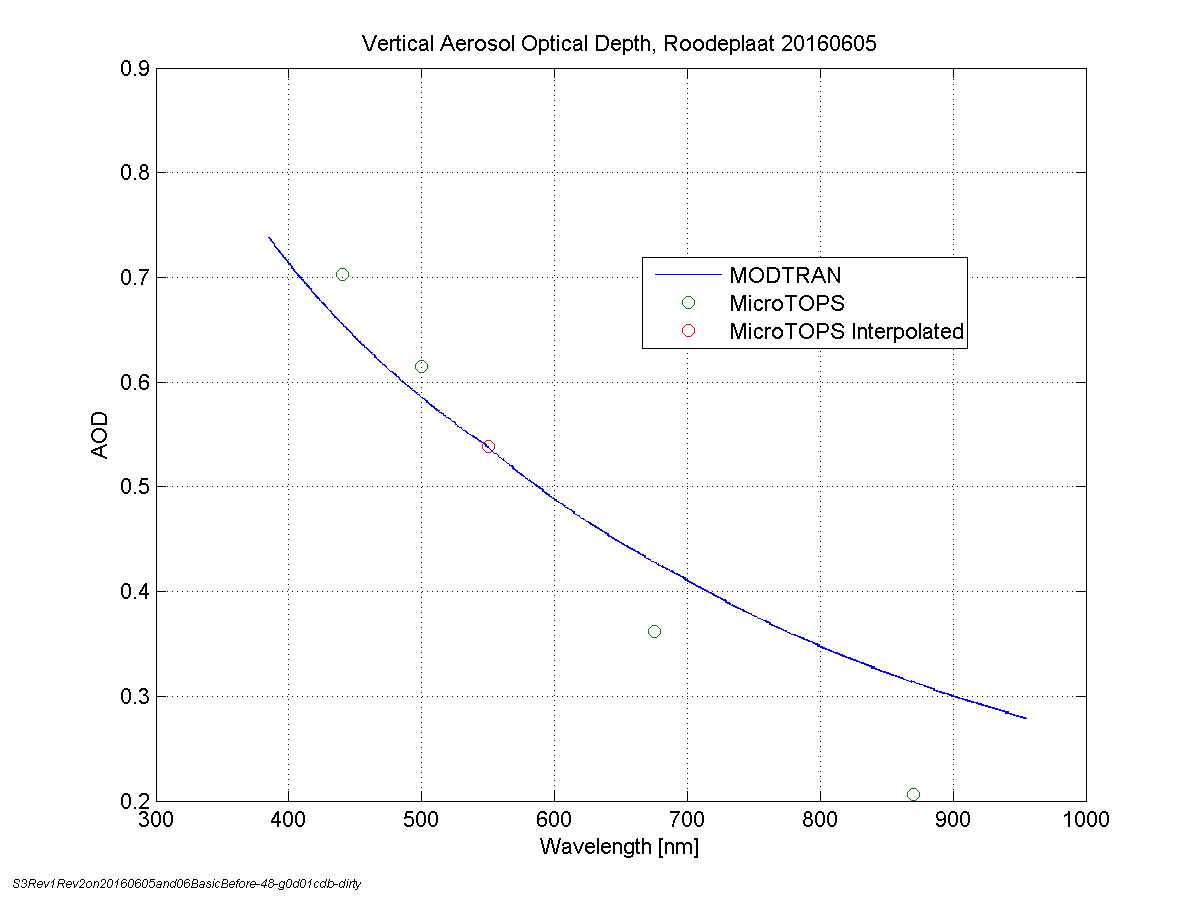 Vertical Aerosol Optical Depth, Roodeplaat 20160605
0.9
0.8
0.7
0.6
0.5
0.4
0.3
0.2
AOD
MODTRAN
MicroTOPS
MicroTOPS Interpolated
300 400 500 600 700 800 900 1000
Wavelength [nm]
S3Rev1Rev2on20160605and06BasicBefore-48-g0d01cdb-dirty